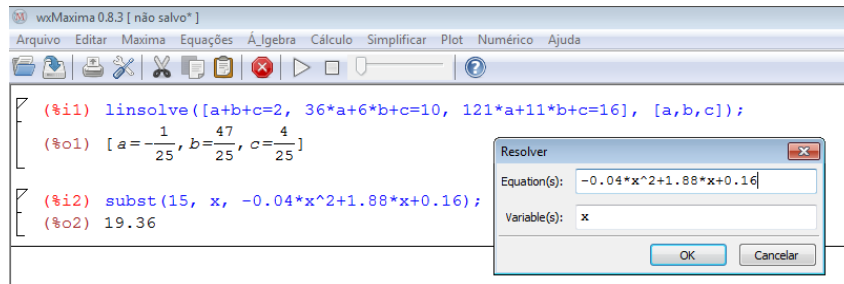 wxMaxima 0.8.3 [ não salvo* ]
Arquivo Editar Maxima Equações Á_lgebra Cálculo Simplificar Plot Numérico Ajuda
(%i1) linsolve([a+b+c=2, 36*a+6*b+c=10, 121*a+11*b+c=16], [a,b,c]);
(%o1) [a=-1/25, b=47/25, c=4/25]
(%i2) subst(15, x, -0.04*x^2+1.88*x+0.16);
(%o2) 19.36
Resolver
Equation(s): -0.04*x^2+1.88*x+0.16
Variable(s): x
OK Cancelar